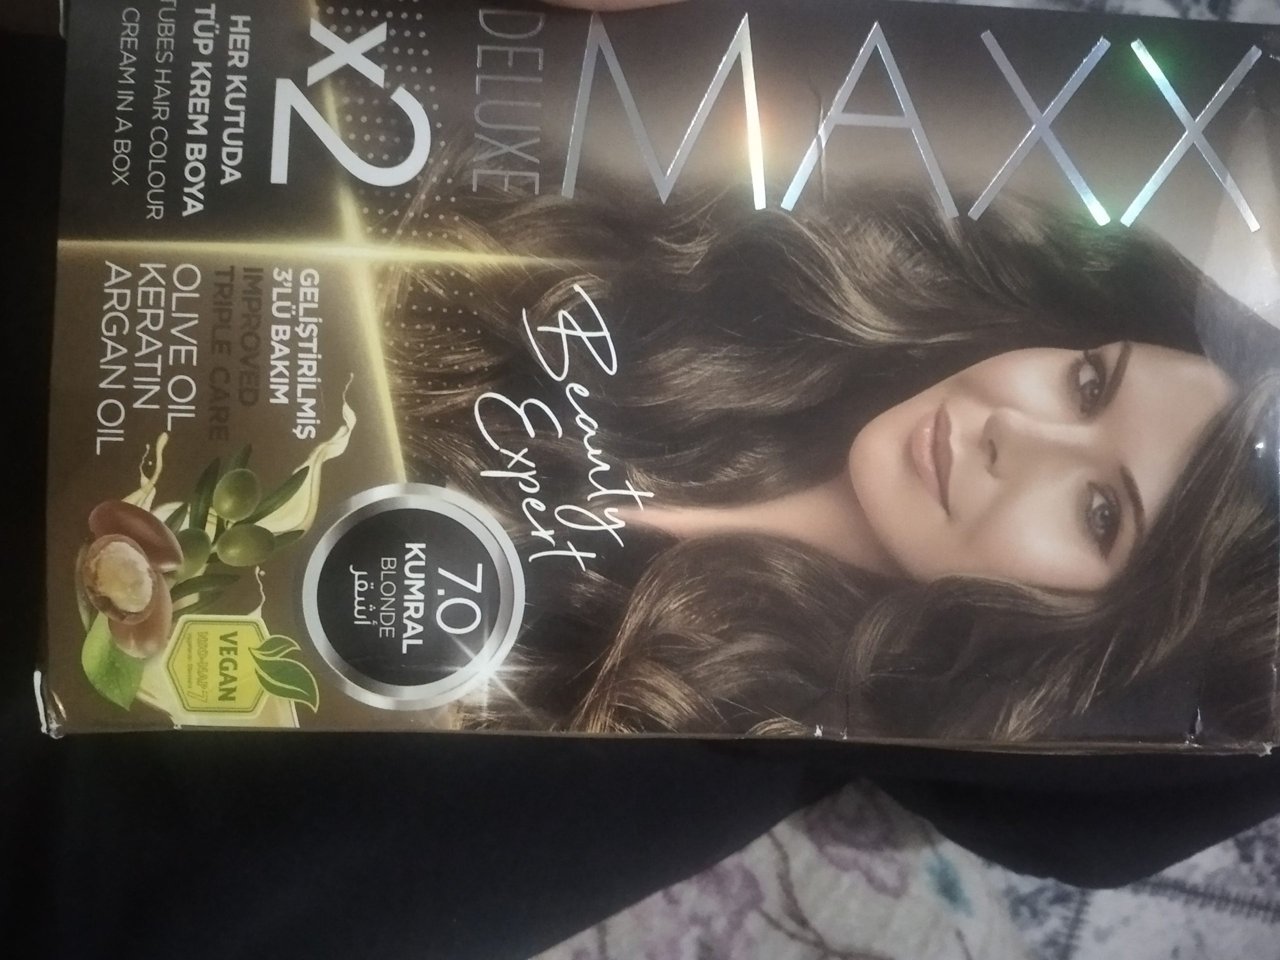 MAXX
DELUXE
Beauty
Expert
x2
HER KUTUDA
TÜP KREM BOYA
TUBES HAIR COLOUR
CREAM IN A BOX
GELİŞTİRİLMİŞ
3'LÜ BAKIM
IMPROVED
TRIPLE CARE
OLIVE OIL
KERATIN
ARGAN OIL
7.0
KUMRAL
BLONDE
أشقر
VEGAN